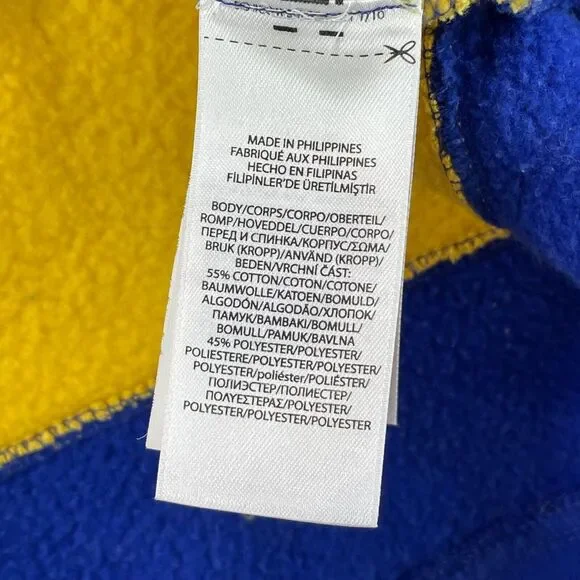 1/10
MADE IN PHILIPPINES
FABRIQUÉ AUX PHILIPPINES
HECHO EN FILIPINAS
FİLİPİNLER'DE ÜRETİLMİŞTİR
BODY/CORPS/CORPO/OBERTEIL/
ROMP/HOVEDDEL/CUERPO/CORPO/
ПЕРЕД И СПИНКА/КОРПУС/ΣΩΜΑ/
BRUK (KROPP)/ANVÄND (KROPP)/
BEDEN/VRCHNÍ ČÁST:
55% COTTON/COTON/COTONE/
BAUMWOLLE/KATOEN/BOMULD/
ALGODÓN/ALGODÃO/ХЛОПОК/
ПАМУК/ΒΑΜΒΑΚΙ/BOMULL/
BOMULL/PAMUK/BAVLNA
45% POLYESTER/POLYESTER/
POLIESTERE/POLYESTER/POLYESTER/
POLYESTER/poliéster/POLIÉSTER/
ПОЛИЭСТЕР/ПОЛИЕСТЕР/
ΠΟΛΥΕΣΤΕΡΑΣ/POLYESTER/
POLYESTER/POLYESTER/POLYESTER